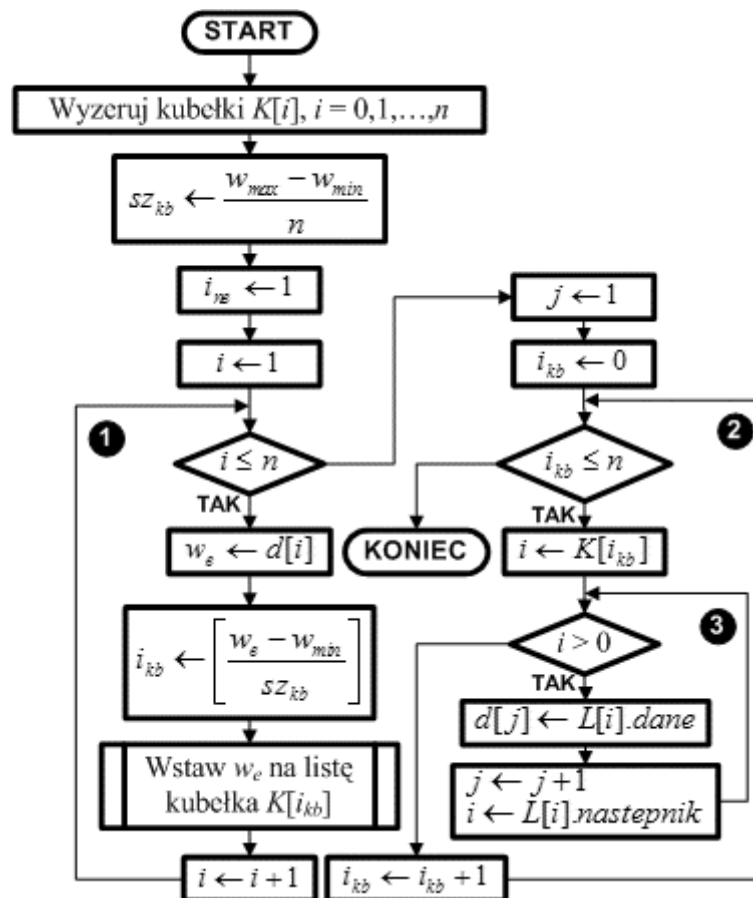 START
Wyzeruj kubełki K[i], i = 0,1,…,n
sz_kb ← (w_max − w_min) / n
i_ne ← 1
i ← 1
1
i ≤ n
TAK
w_e ← d[i]
i_kb ← [(w_e − w_min) / sz_kb]
Wstaw w_e na listę
kubełka K[i_kb]
i ← i + 1
j ← 1
i_kb ← 0
2
i_kb ≤ n
TAK
KONIEC
i ← K[i_kb]
3
i > 0
TAK
d[j] ← L[i].dane
j ← j + 1
i ← L[i].nastepnik
i_kb ← i_kb + 1